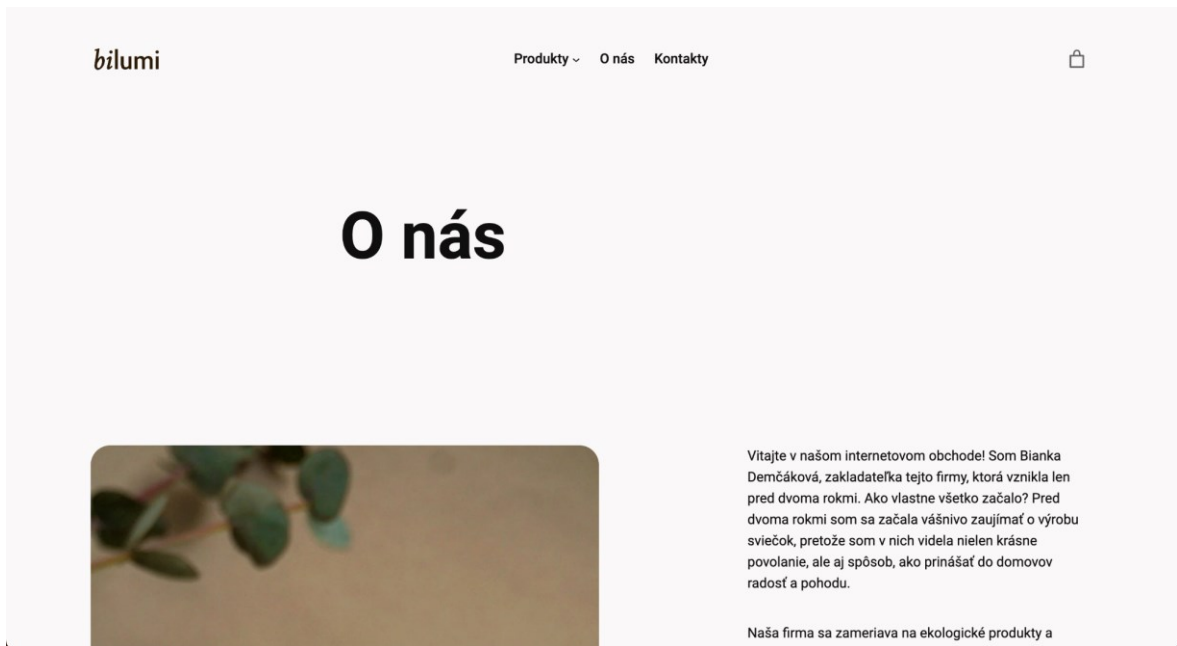 bilumi
Produkty O nás Kontakty
O nás
Vitajte v našom internetovom obchode! Som Bianka
Demčáková, zakladateľka tejto firmy, ktorá vznikla len
pred dvoma rokmi. Ako vlastne všetko začalo? Pred
dvoma rokmi som sa začala vášnivo zaujímať o výrobu
sviečok, pretože som v nich videla nielen krásne
povolanie, ale aj spôsob, ako prinášať do domovov
radosť a pohodu.
Naša firma sa zameriava na ekologické produkty a